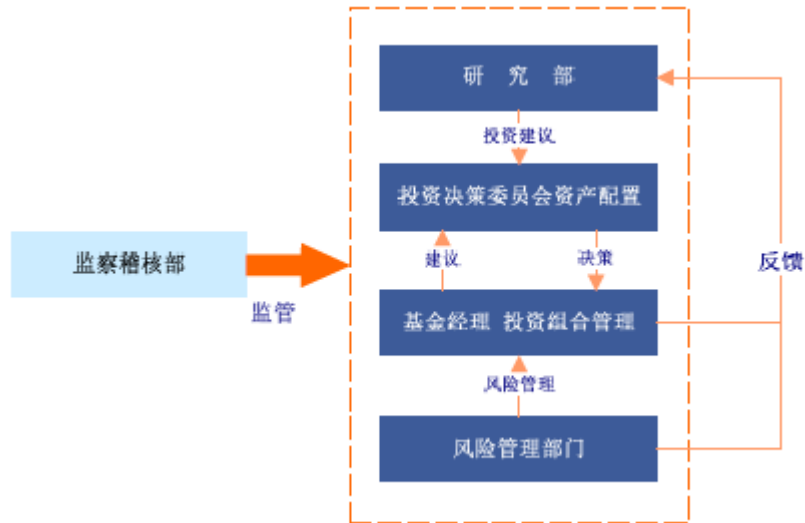 研 究 部
投资建议
投资决策委员会资产配置
建议
决策
监察稽核部
监管
反馈
基金经理 投资组合管理
风险管理
风险管理部门